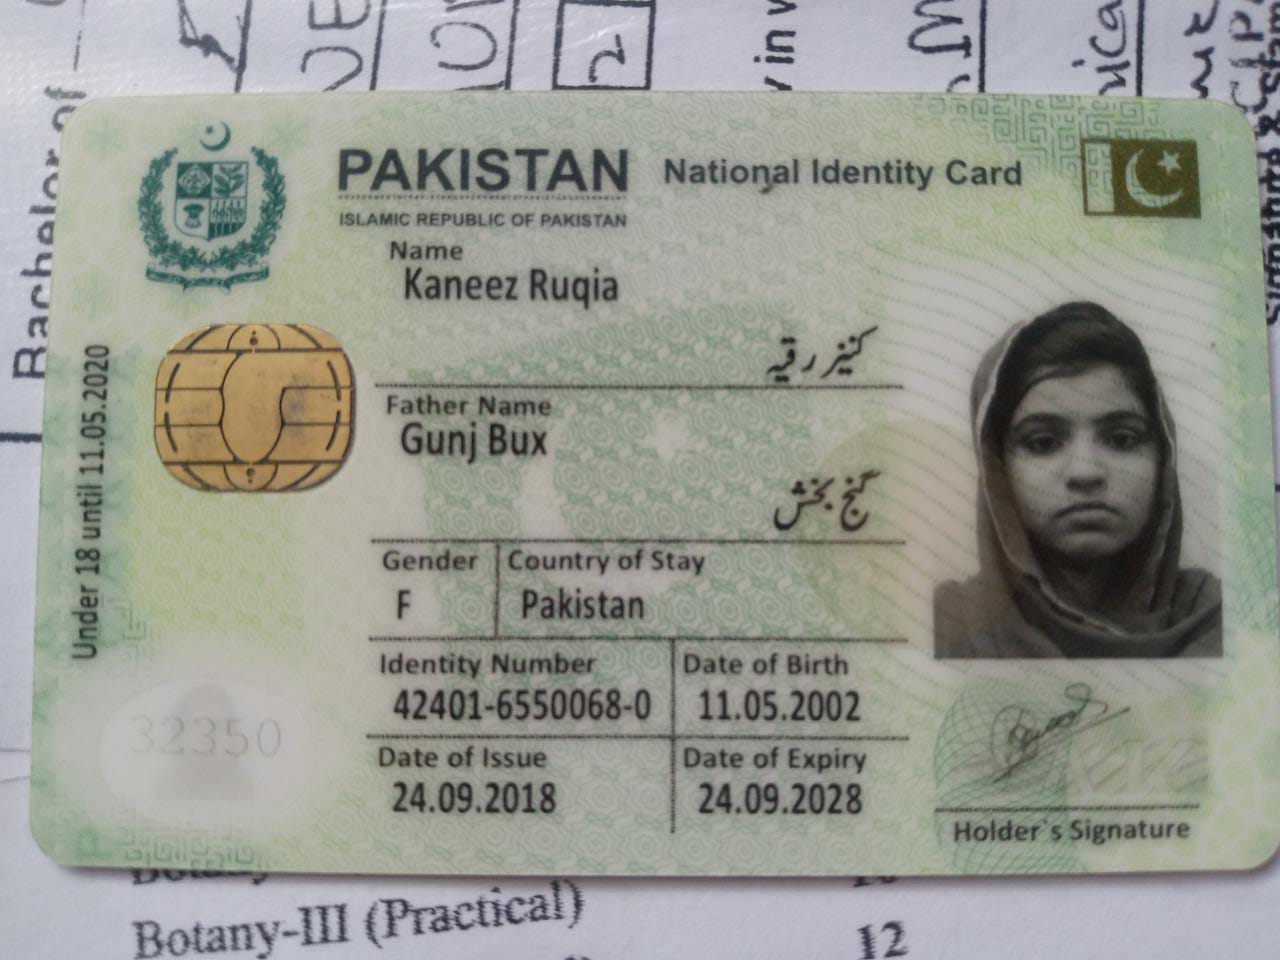 Bachelor of
in
PAKISTAN National Identity Card
ISLAMIC REPUBLIC OF PAKISTAN
Name
Kaneez Ruqia
کنیز رقیہ
Father Name
Gunj Bux
گنج بخش
Gender Country of Stay
F Pakistan
Identity Number Date of Birth
42401-6550068-0 11.05.2002
Date of Issue Date of Expiry
24.09.2018 24.09.2028
Holder`s Signature
Under 18 until 11.05.2020
32350
Botany-III (Practical) 12